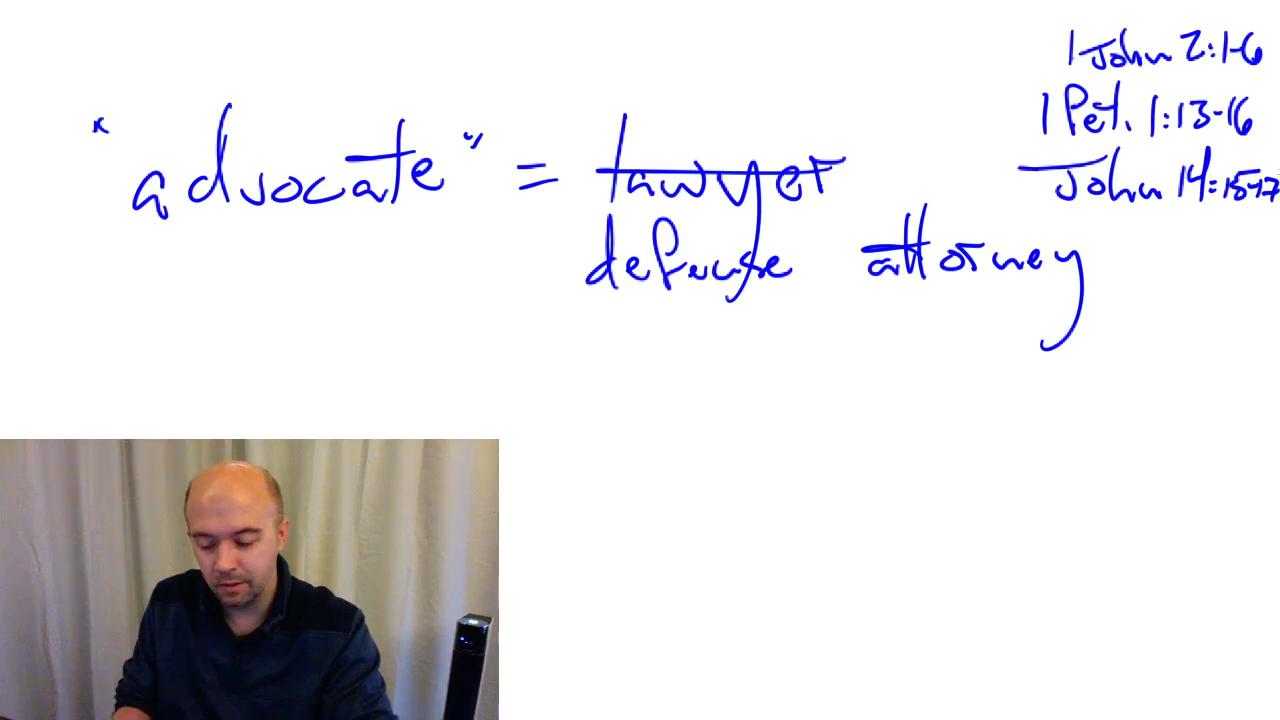 "advocate" = lawyer
defense attorney
1 John 2:1-6
1 Pet. 1:13-16
John 14:15-17